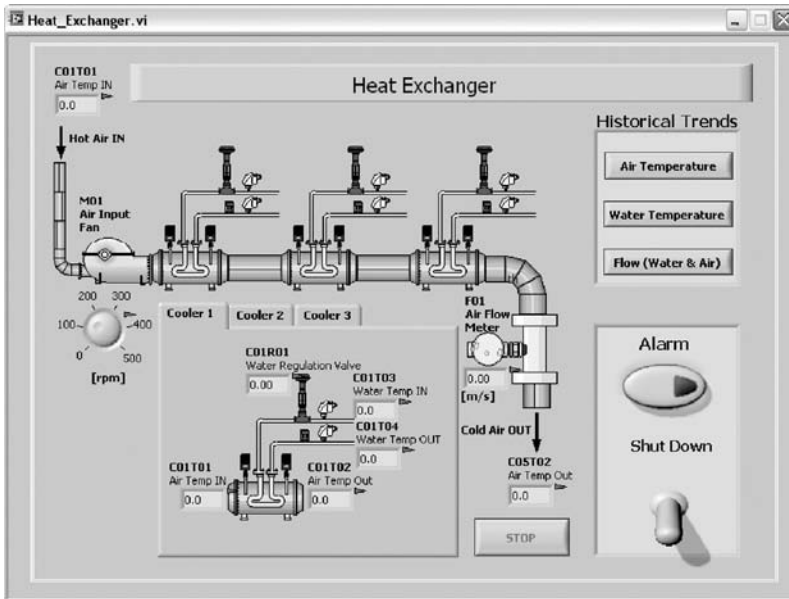 Heat_Exchanger.vi
C01T01
Air Temp IN
0.0
Heat Exchanger
Hot Air IN
Historical Trends
Air Temperature
Water Temperature
Flow (Water & Air)
M01
Air Input
Fan
200 300
100 400
0 500
[rpm]
Cooler 1 Cooler 2 Cooler 3
C01R01
Water Regulation Valve
0.00
C01T03
Water Temp IN
0.0
C01T04
Water Temp OUT
0.0
C01T01
Air Temp IN
0.0
C01T02
Air Temp Out
0.0
F01
Air Flow
Meter
0.00
[m/s]
Cold Air OUT
C0ST02
Air Temp Out
0.0
STOP
Alarm
Shut Down